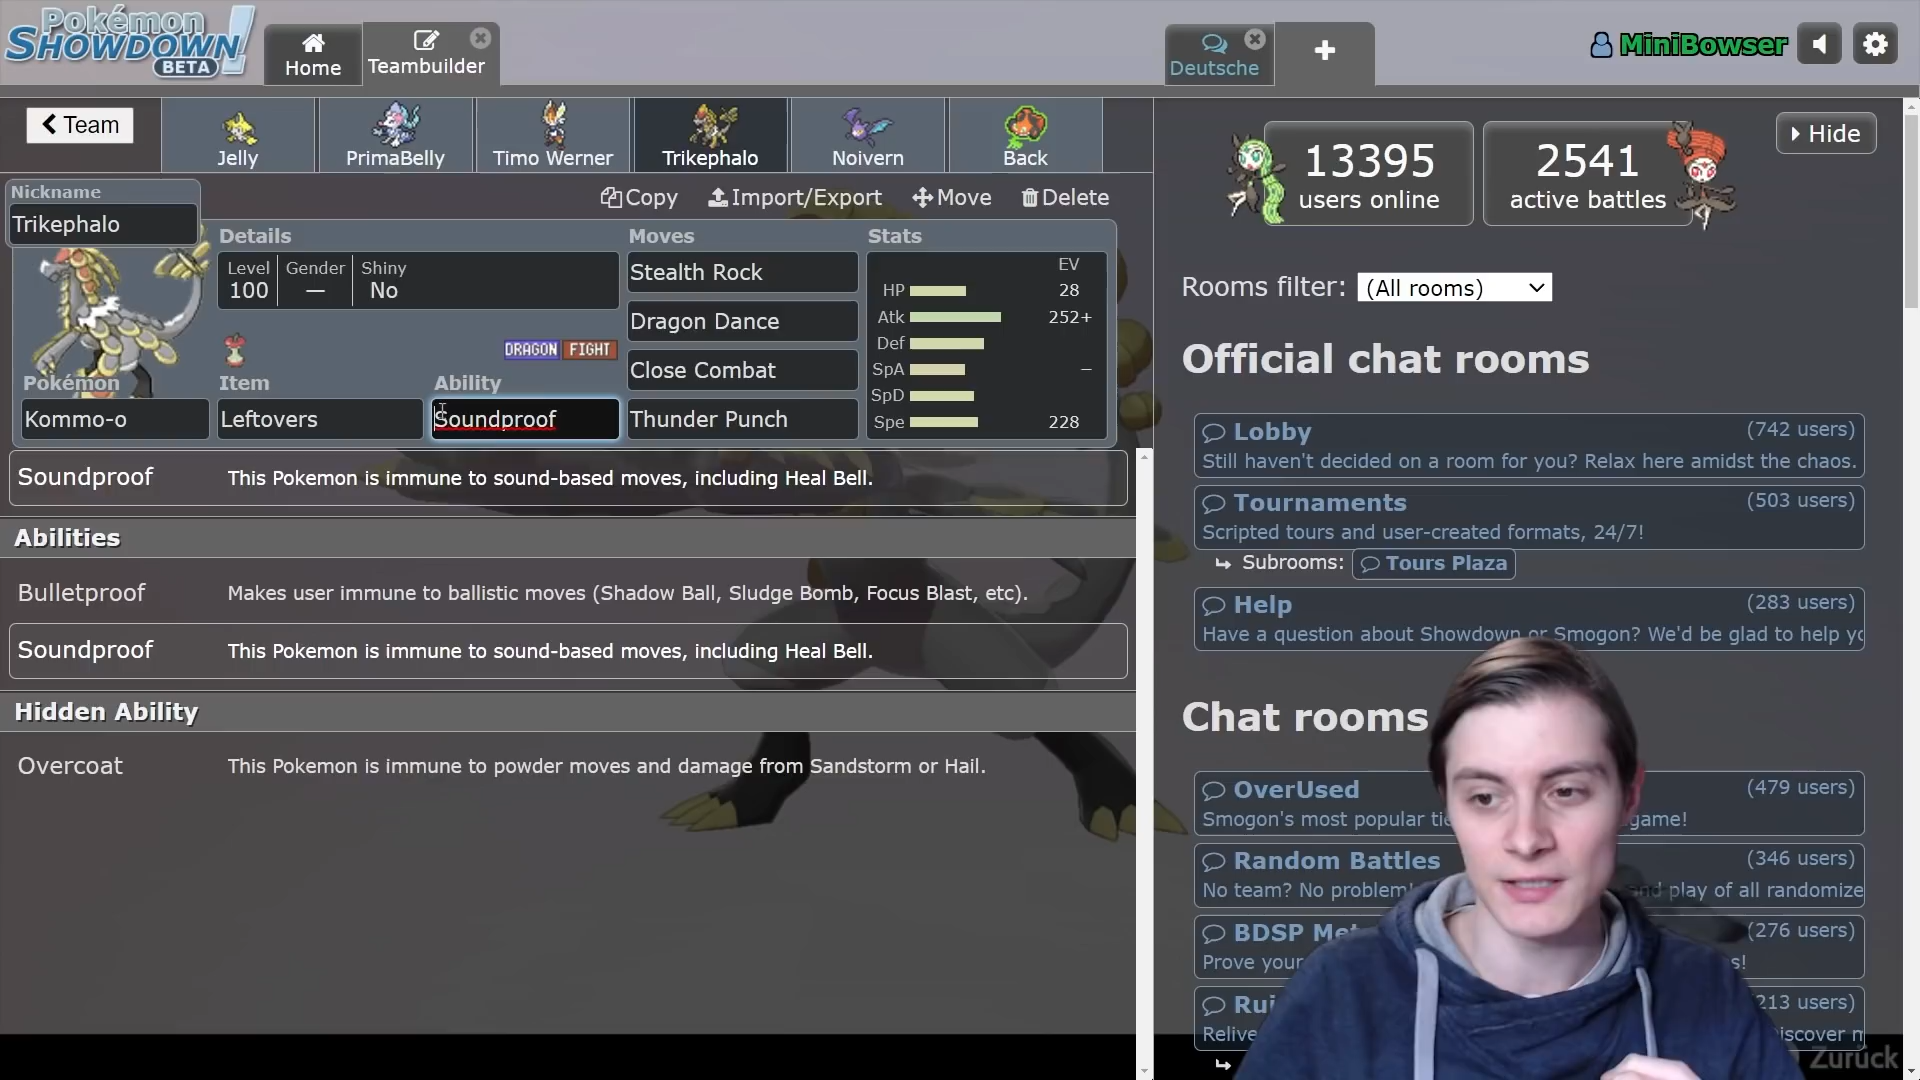 Pokémon
SHOWDOWN!
BETA
Home
Teambuilder
Deutsche
MiniBowser
Team
Jelly
PrimaBelly
Timo Werner
Trikephalo
Noivern
Back
Copy
Import/Export
Move
Delete
Nickname
Trikephalo
Details
Moves
Stats
Level
Gender
Shiny
100
—
No
DRAGON
FIGHT
Pokémon
Item
Ability
Kommo-o
Leftovers
Soundproof
Stealth Rock
Dragon Dance
Close Combat
Thunder Punch
EV
HP 28
Atk 252+
Def
SpA –
SpD
Spe 228
Soundproof This Pokemon is immune to sound-based moves, including Heal Bell.
Abilities
Bulletproof Makes user immune to ballistic moves (Shadow Ball, Sludge Bomb, Focus Blast, etc).
Soundproof This Pokemon is immune to sound-based moves, including Heal Bell.
Hidden Ability
Overcoat This Pokemon is immune to powder moves and damage from Sandstorm or Hail.
13395
users online
2541
active battles
Hide
Rooms filter: (All rooms)
Official chat rooms
Lobby (742 users)
Still haven't decided on a room for you? Relax here amidst the chaos.
Tournaments (503 users)
Scripted tours and user-created formats, 24/7!
Subrooms: Tours Plaza
Help (283 users)
Have a question about Showdown or Smogon? We'd be glad to help
Chat rooms
OverUsed (479 users)
Smogon's most popular game!
Random Battles (346 users)
No team? No problem! and play of all randomize
BDSP (276 users)
Prove your
213 users)
Relive
Zurück